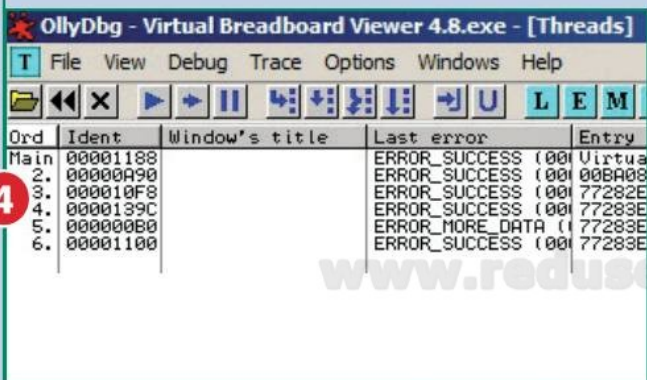 OllyDbg - Virtual Breadboard Viewer 4.8.exe - [Threads]
T File View Debug Trace Options Windows Help
L E M
Ord Ident Window's title Last error Entry
Main 00001188 ERROR_SUCCESS (00 Virtua
2. 00000A90 ERROR_SUCCESS (00 00BA08
3. 000010F8 ERROR_SUCCESS (00 77282E
4. 0000139C ERROR_SUCCESS (00 77283E
5. 000000B0 ERROR_MORE_DATA ( 77283E
6. 00001100 ERROR_SUCCESS (00 77283E
4
www.reduse